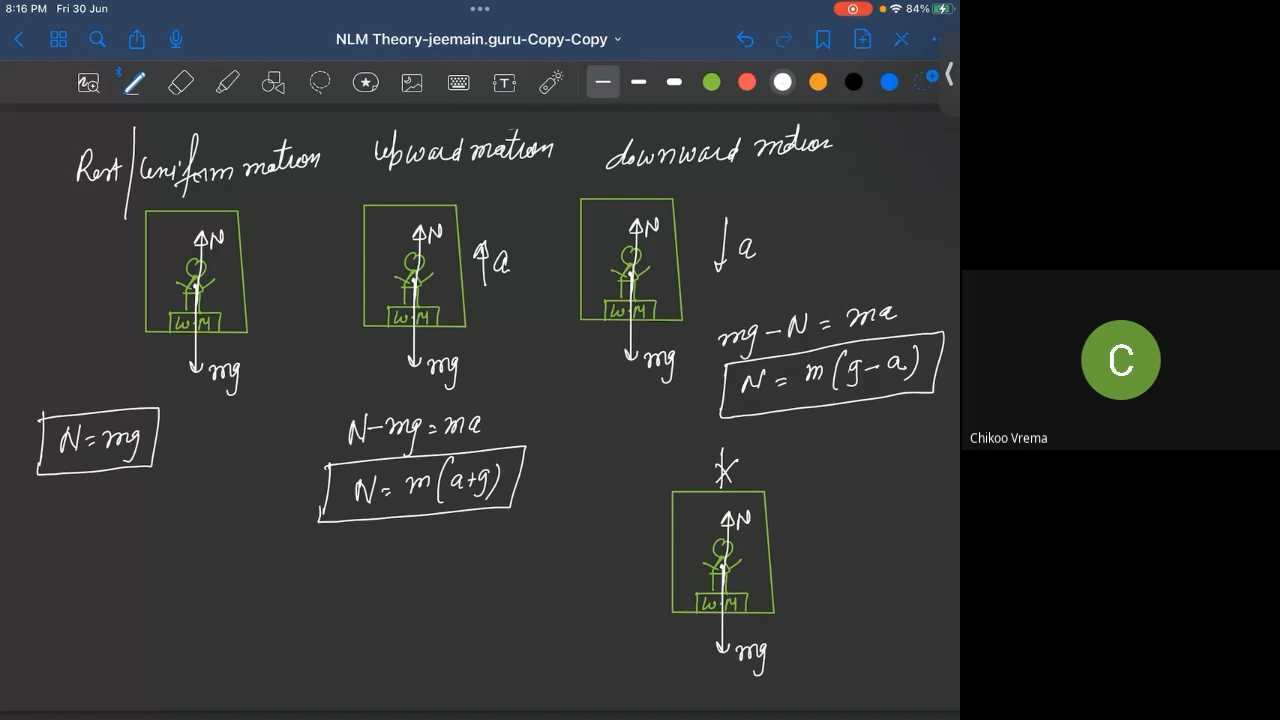 8:16 PM Fri 30 Jun
84%
NLM Theory-jeemain.guru-Copy-Copy
T
Rest/Uniform motion
Upward motion
downward motion
N
W.M
mg
N
W.M
mg
a
N
W.M
mg
a
N=mg
N-mg=ma
N= m(a+g)
mg-N = ma
N = m(g-a)
N
W.M
mg
C
Chikoo Vrema